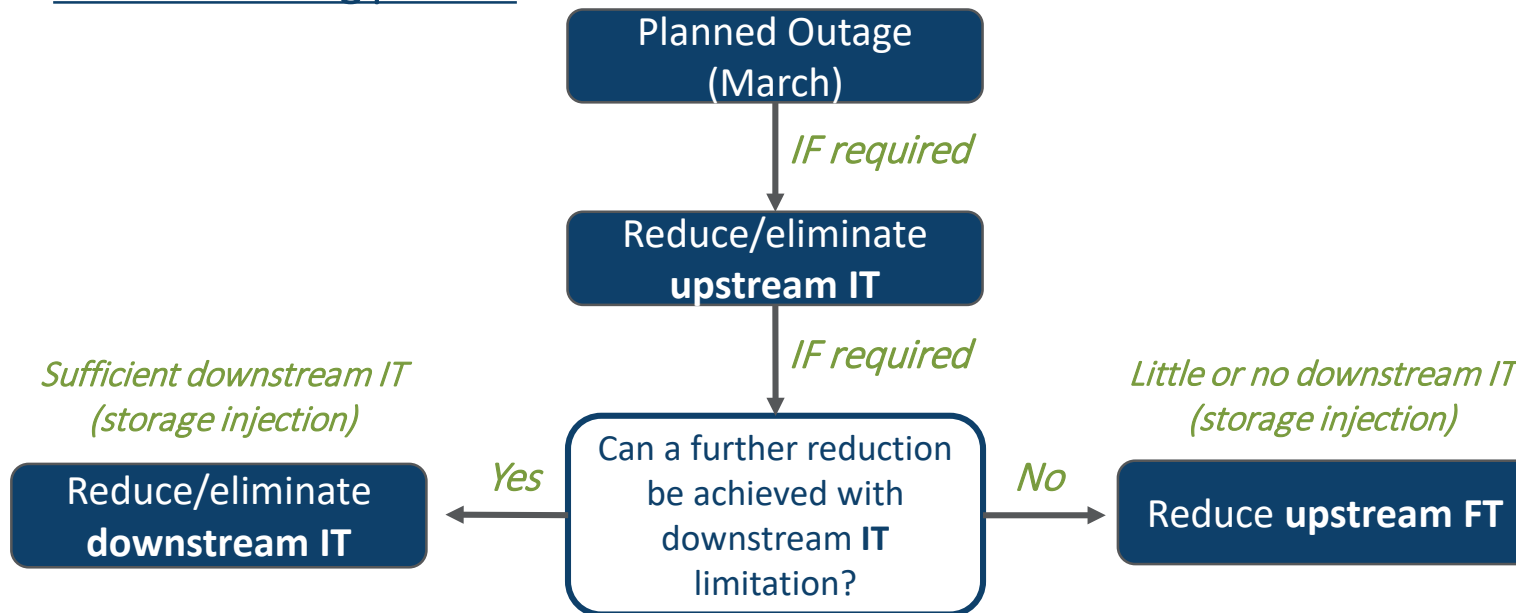 Planned Outage
(March)
IF required
Reduce/eliminate
upstream IT
IF required
Sufficient downstream IT
(storage injection)
Little or no downstream IT
(storage injection)
Can a further reduction
be achieved with
downstream IT
limitation?
Yes
No
Reduce/eliminate
downstream IT
Reduce upstream FT